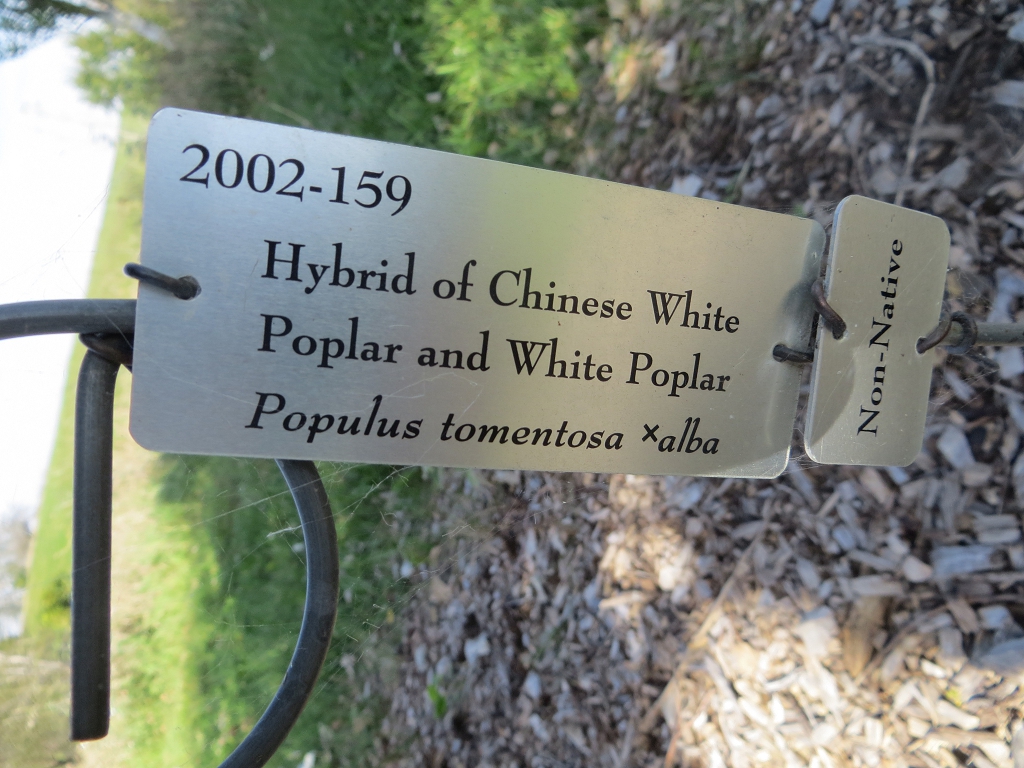 2002-159
Hybrid of Chinese White
Poplar and White Poplar
Populus tomentosa ×alba
Non-Native